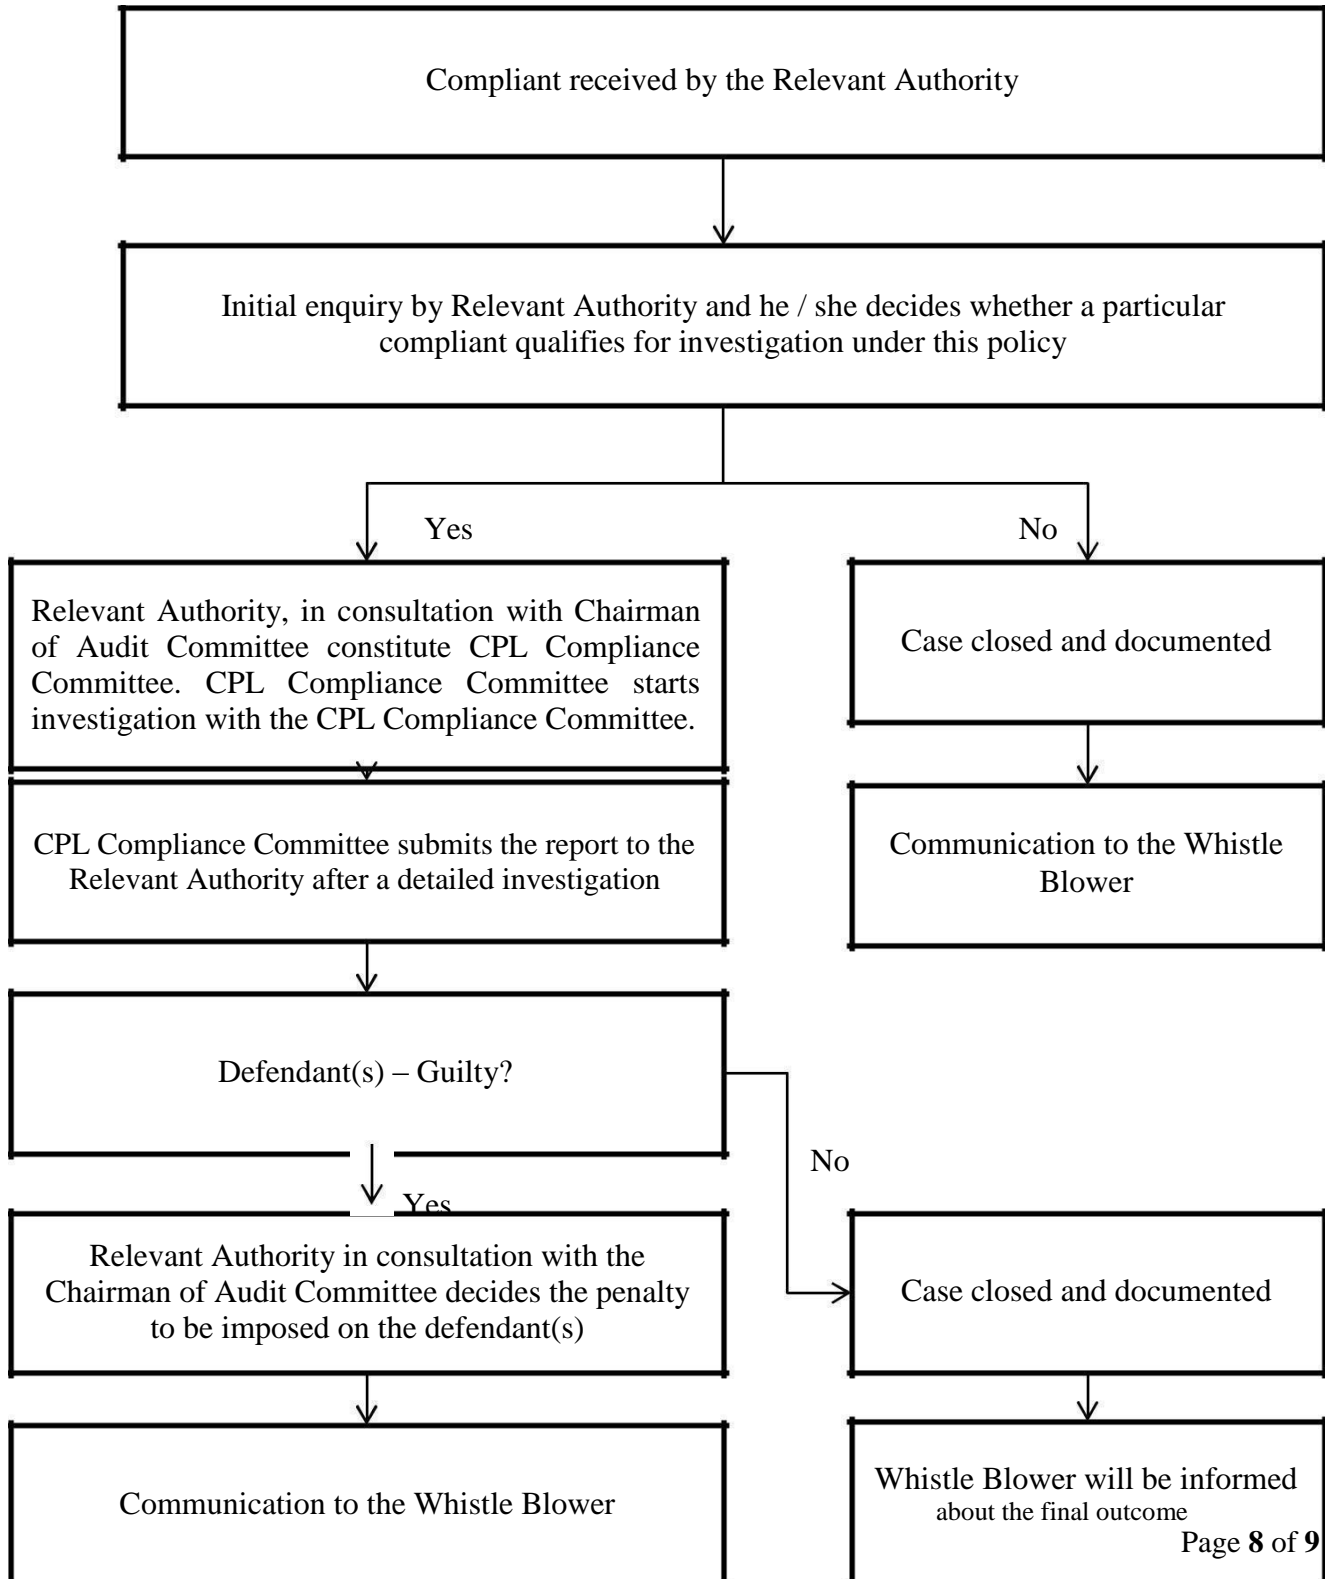 Compliant received by the Relevant Authority
Initial enquiry by Relevant Authority and he / she decides whether a particular
compliant qualifies for investigation under this policy
Yes
No
Relevant Authority, in consultation with Chairman
of Audit Committee constitute CPL Compliance
Committee. CPL Compliance Committee starts
investigation with the CPL Compliance Committee.
Case closed and documented
CPL Compliance Committee submits the report to the
Relevant Authority after a detailed investigation
Communication to the Whistle
Blower
Defendant(s) – Guilty?
No
Yes
Relevant Authority in consultation with the
Chairman of Audit Committee decides the penalty
to be imposed on the defendant(s)
Case closed and documented
Communication to the Whistle Blower
Whistle Blower will be informed
about the final outcome
Page 8 of 9